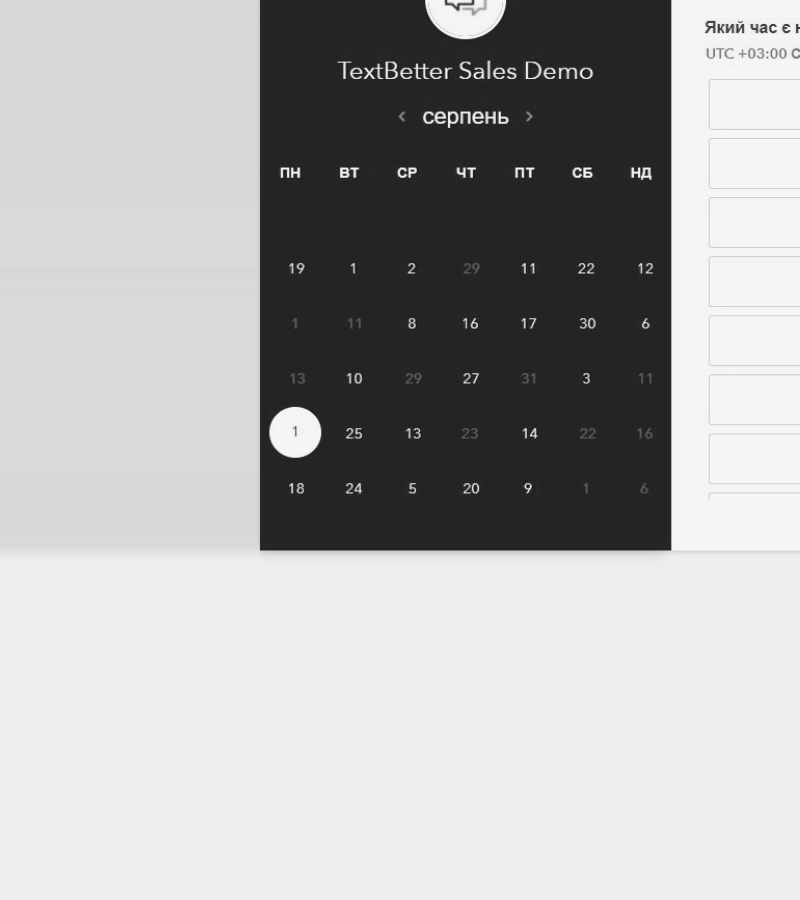 TextBetter Sales Demo
серпень
ПН ВТ СР ЧТ ПТ СБ НД
19 1 2 29 11 22 12
1 11 8 16 17 30 6
13 10 29 27 31 3 11
1 25 13 23 14 22 16
18 24 5 20 9 1 6
Який час є
UTC +03:00